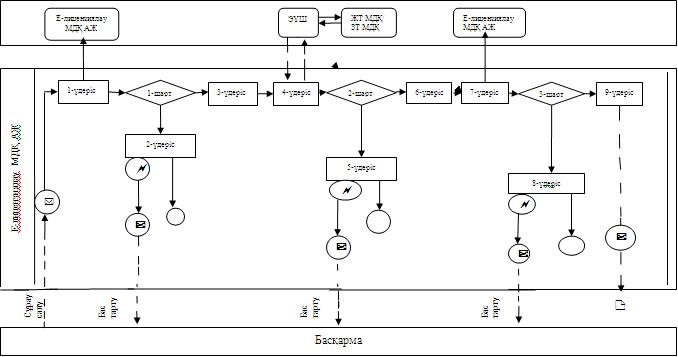 Е-лицензиялау
МДҚ АЖ
ЭҮШ
ЖТ МДҚ/
ЗТ МДҚ
Е-лицензиялау
МДҚ АЖ
1-үдеріс
1-шарт
3-үдеріс
4-үдеріс
2-шарт
6-үдеріс
7-үдеріс
3-шарт
9-үдеріс
2-үдеріс
5-үдеріс
8-үдеріс
Е-лицензиялау МДҚ АЖ
Сұрау
салу
Бас
тарту
Бас
тарту
Бас
тарту
Басқарма